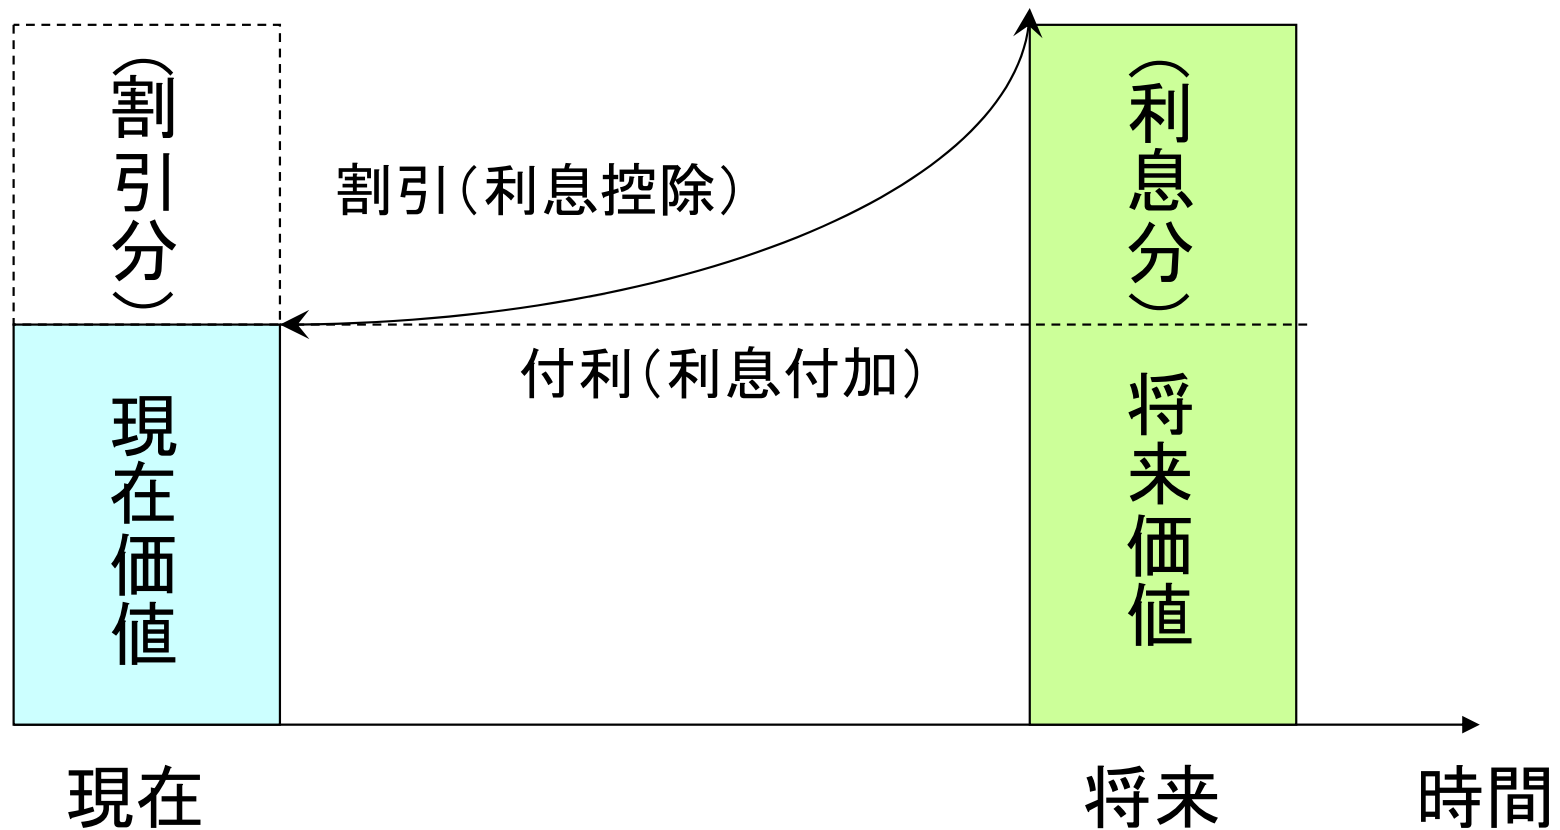 （割引分）
現在価値
割引（利息控除）
付利（利息付加）
（利息分）
将来価値
現在
将来
時間